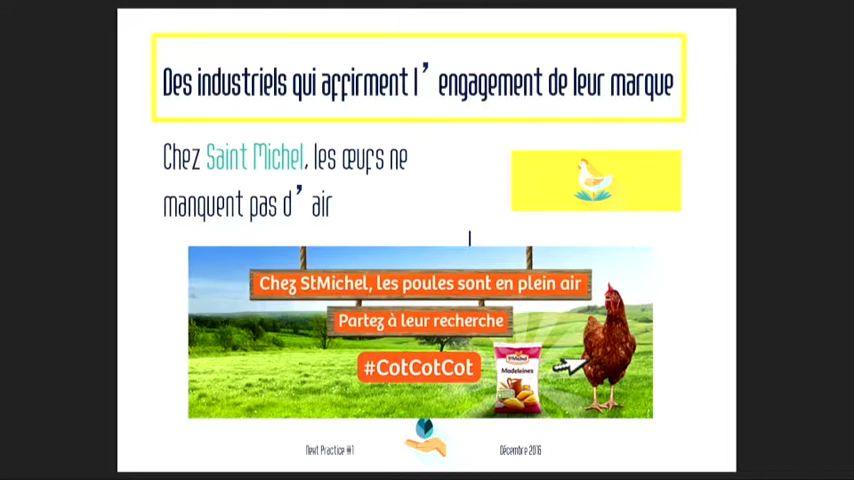 Des industriels qui affirment l’ engagement de leur marque
Chez Saint Michel, les œufs ne
manquent pas d’ air
Chez StMichel, les poules sont en plein air
Partez à leur recherche
#CotCotCot
StMichel
Madeleines
Next Practice #1
Décembre 2016